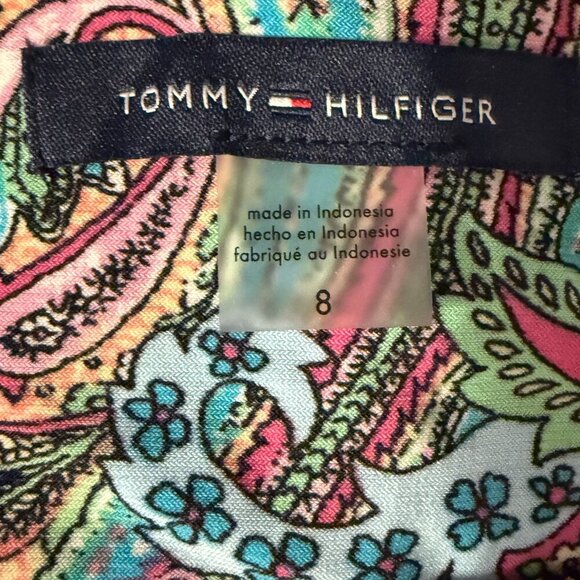 TOMMY HILFIGER
made in Indonesia
hecho en Indonesia
fabriqué au Indonesie
8